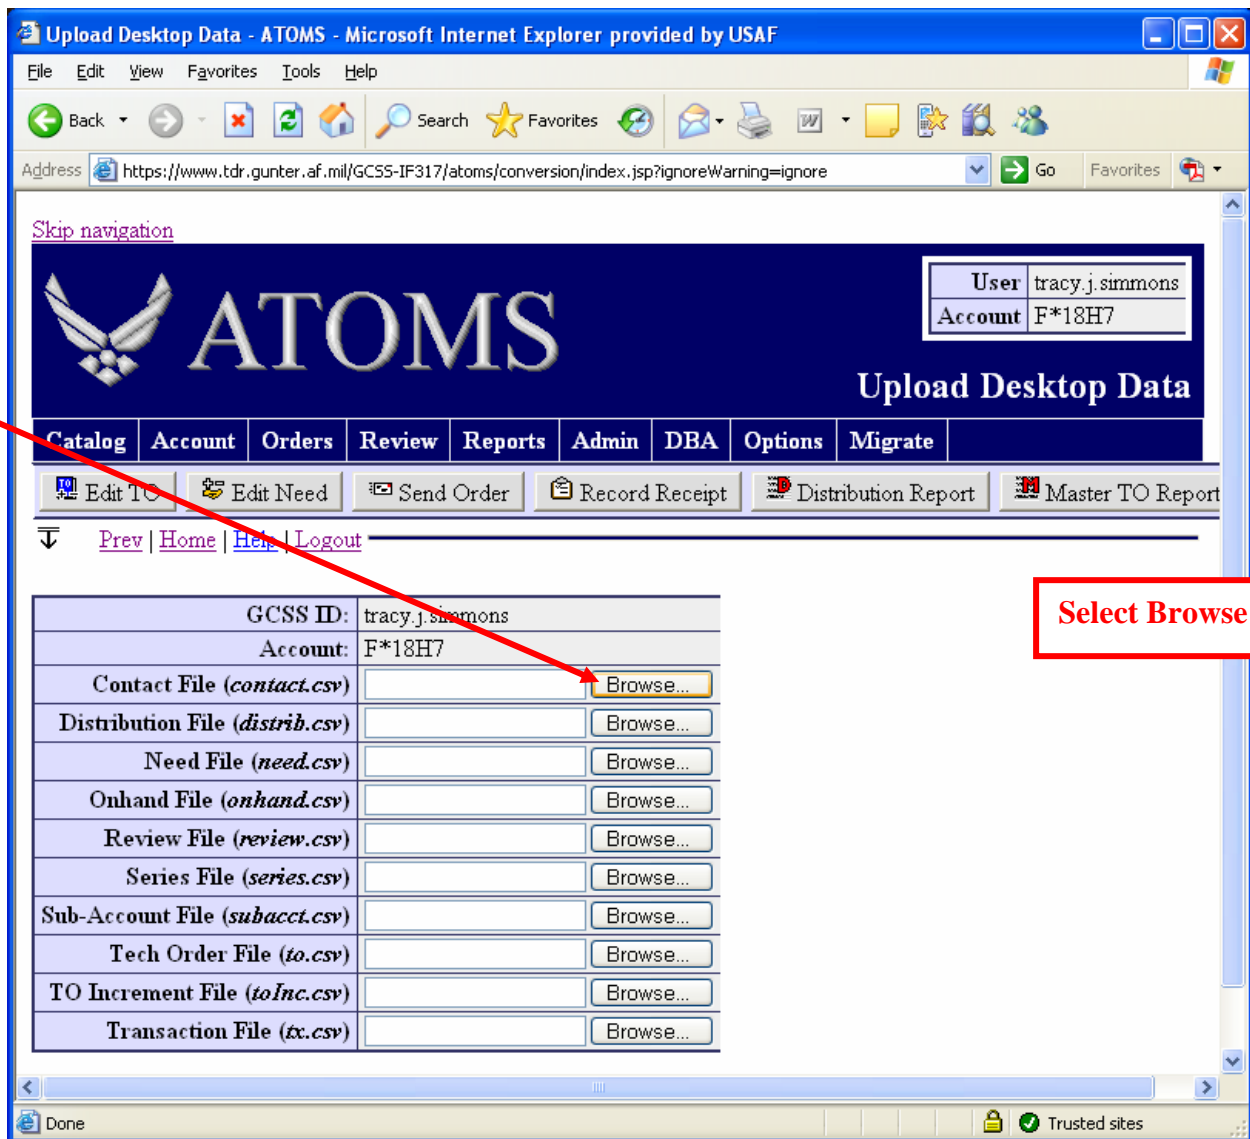 Upload Desktop Data - ATOMS - Microsoft Internet Explorer provided by USAF
File Edit View Favorites Tools Help
Back Search Favorites
Address https://www.tdr.gunter.af.mil/GCSS-IF317/atoms/conversion/index.jsp?ignoreWarning=ignore Go Favorites
Skip navigation
ATOMS
User tracy.j.simmons
Account F*18H7
Upload Desktop Data
Catalog Account Orders Review Reports Admin DBA Options Migrate
Edit TO Edit Need Send Order Record Receipt Distribution Report Master TO Report
Prev | Home | Help | Logout
Select Browse
GCSS ID: tracy.j.simmons
Account: F*18H7
Contact File (contact.csv) Browse...
Distribution File (distrib.csv) Browse...
Need File (need.csv) Browse...
Onhand File (onhand.csv) Browse...
Review File (review.csv) Browse...
Series File (series.csv) Browse...
Sub-Account File (subacct.csv) Browse...
Tech Order File (to.csv) Browse...
TO Increment File (toInc.csv) Browse...
Transaction File (tx.csv) Browse...
Done Trusted sites